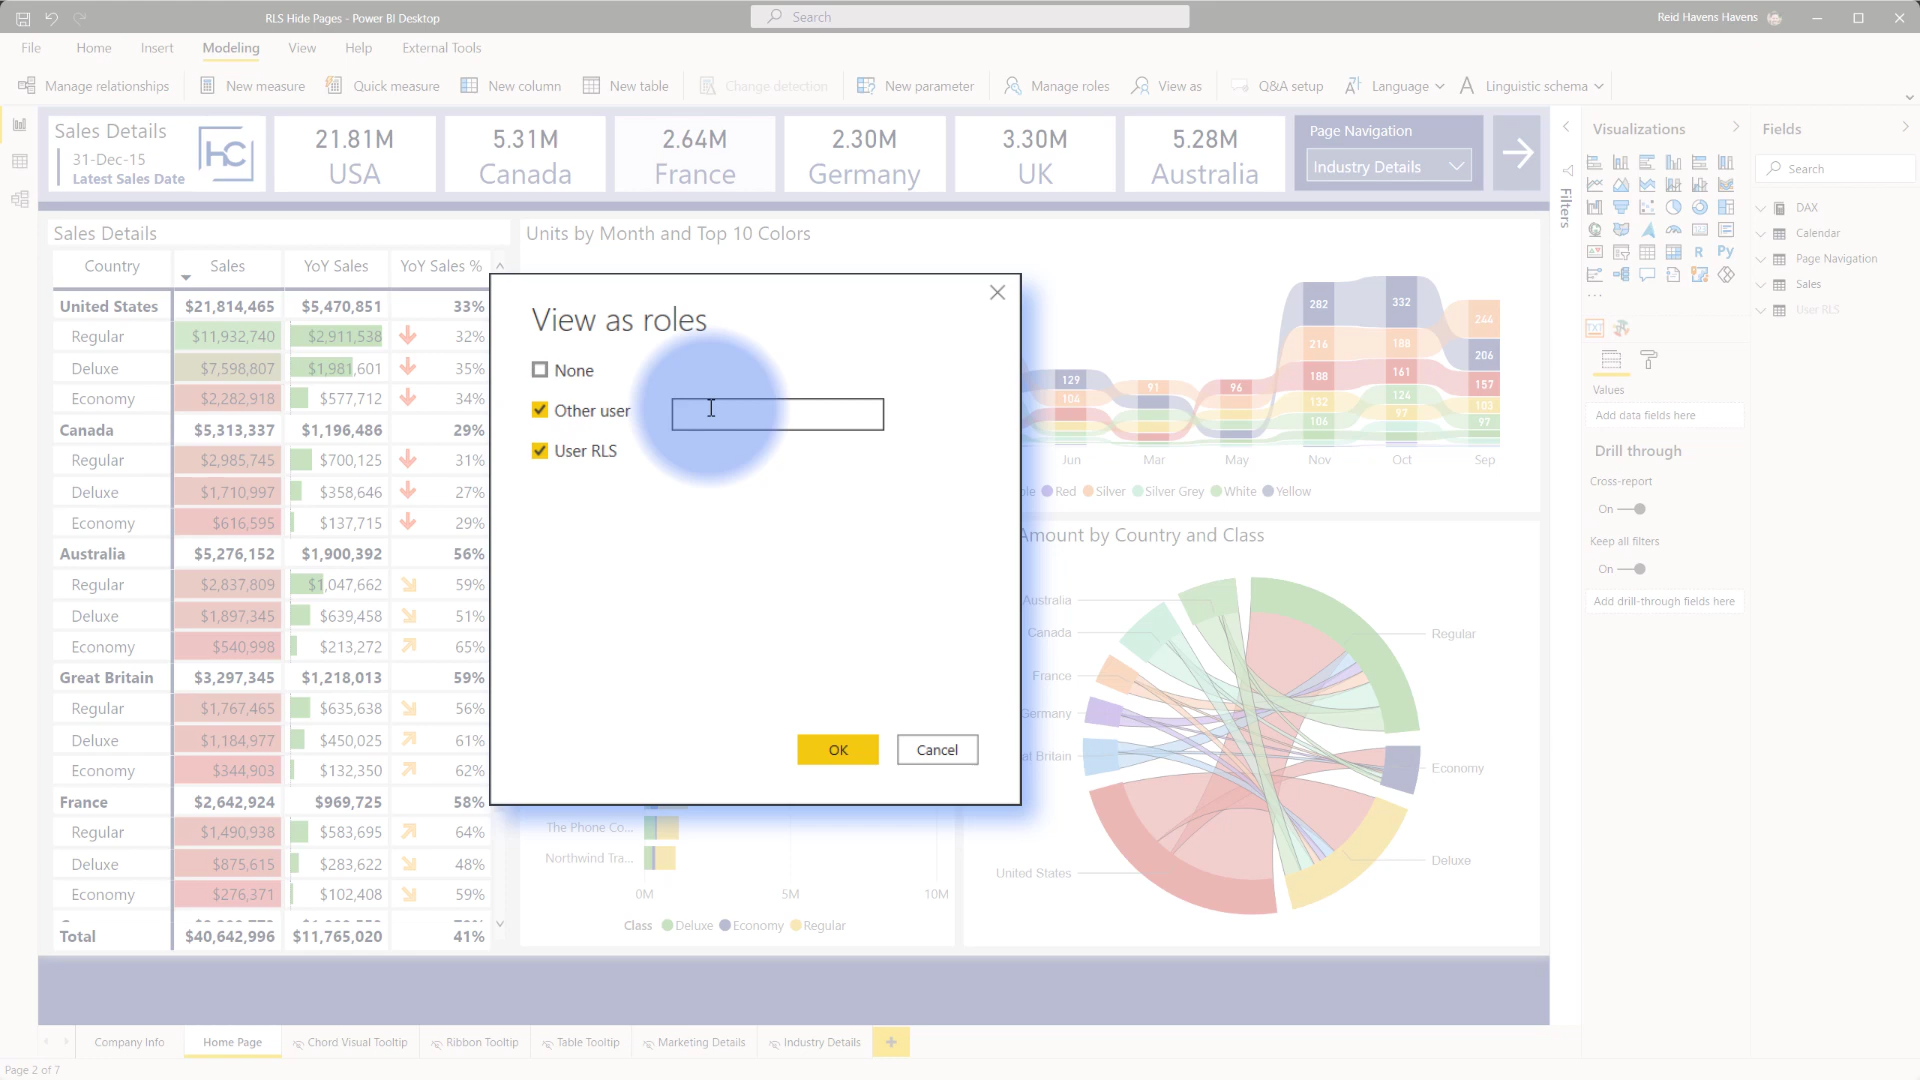 RLS Hide Pages - Power BI Desktop
Search
Reid Havens Havens
File Home Insert Modeling View Help External Tools
Manage relationships New measure Quick measure New column New table Change detection New parameter Manage roles View as Q&A setup Language Linguistic schema
Sales Details
31-Dec-15
Latest Sales Date
21.81M
USA
5.31M
Canada
2.64M
France
2.30M
Germany
3.30M
UK
5.28M
Australia
Page Navigation
Industry Details
Sales Details
Country Sales YoY Sales YoY Sales %
United States $21,814,465 $5,470,851 33%
Regular $11,932,740 $2,911,538 32%
Deluxe $7,598,807 $1,981,601 35%
Economy $2,282,918 $577,712 34%
Canada $5,313,337 $1,196,486 29%
Regular $2,985,745 $700,125 31%
Deluxe $1,710,997 $358,646 27%
Economy $616,595 $137,715 29%
Australia $5,276,152 $1,900,392 56%
Regular $2,837,809 $1,047,662 59%
Deluxe $1,897,345 $639,458 51%
Economy $540,998 $213,272 65%
Great Britain $3,297,345 $1,218,013 59%
Regular $1,767,465 $635,638 56%
Deluxe $1,184,977 $450,025 61%
Economy $344,903 $132,350 62%
France $2,642,924 $969,725 58%
Regular $1,490,938 $583,695 64%
Deluxe $875,615 $283,622 48%
Economy $276,371 $102,408 59%
Total $40,642,996 $11,765,020 41%
Units by Month and Top 10 Colors
View as roles
None
Other user
User RLS
OK Cancel
129
104
91
96
282
216
188
132
106
332
188
161
124
97
244
206
157
103
97
Jun Mar May Nov Oct Sep
Red Silver Silver Grey White Yellow
The Phone Co...
Northwind Tra...
0M 5M 10M
Class Deluxe Economy Regular
Amount by Country and Class
Australia
Canada
France
Germany
at Britain
United States
Regular
Economy
Deluxe
Filters
Visualizations
R Py
Values
Add data fields here
Drill through
Cross-report
On
Keep all filters
On
Add drill-through fields here
Fields
Search
DAX
Calendar
Page Navigation
Sales
User RLS
Company Info Home Page Chord Visual Tooltip Ribbon Tooltip Table Tooltip Marketing Details Industry Details
Page 2 of 7